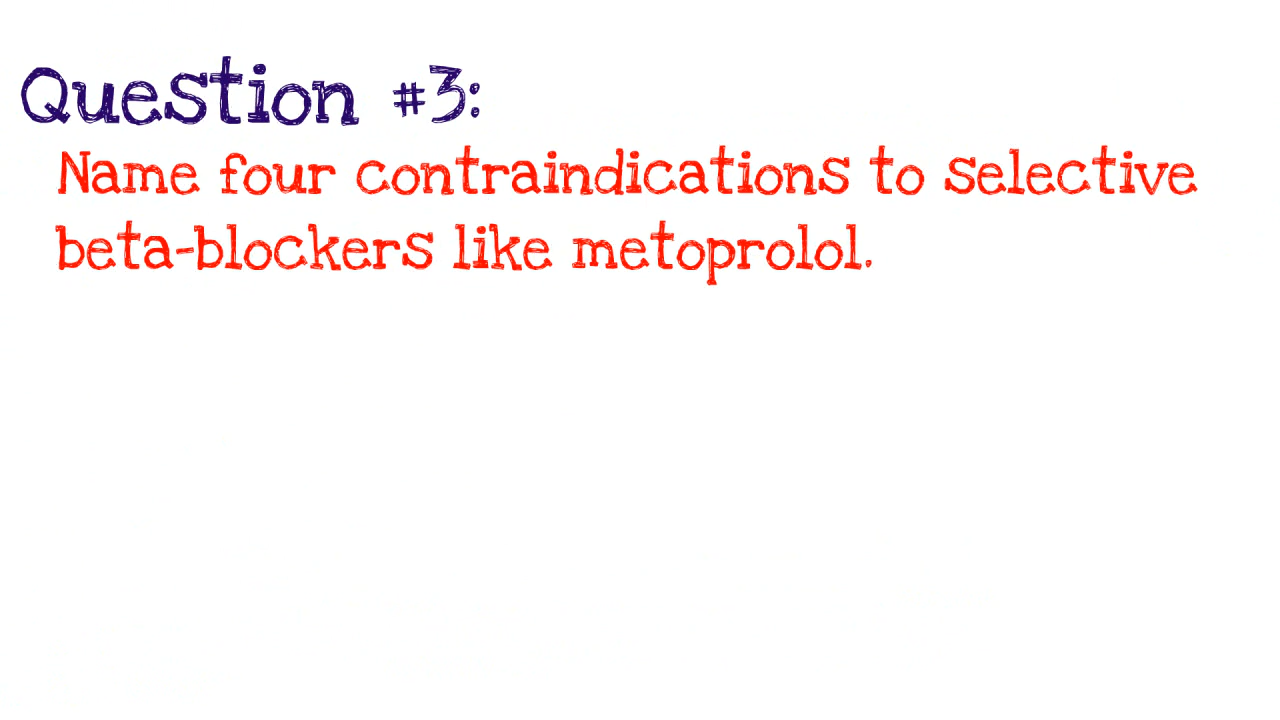 Question #3:
Name four contraindications to selective
beta-blockers like metoprolol.